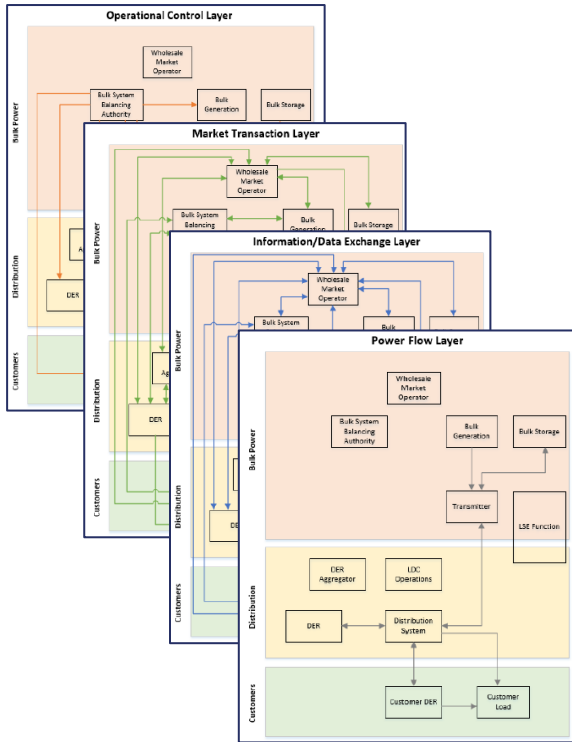 Operational Control Layer
Wholesale
Market
Operator
Bulk System
Balancing
Authority
Bulk
Generation
Bulk Storage
Bulk Power
Distribution
DER
Customers
Market Transaction Layer
Wholesale
Market
Operator
Bulk System
Balancing
Bulk
Generation
Bulk Storage
Bulk Power
Distribution
DER
Customers
Information/Data Exchange Layer
Wholesale
Market
Operator
Bulk System
Bulk
Bulk Power
Distribution
Customers
Power Flow Layer
Wholesale
Market
Operator
Bulk System
Balancing
Authority
Bulk
Generation
Bulk Storage
Transmitter
LSE Function
Bulk Power
DER
Aggregator
LDC
Operations
DER
Distribution
System
Distribution
Customer DER
Customer
Load
Customers